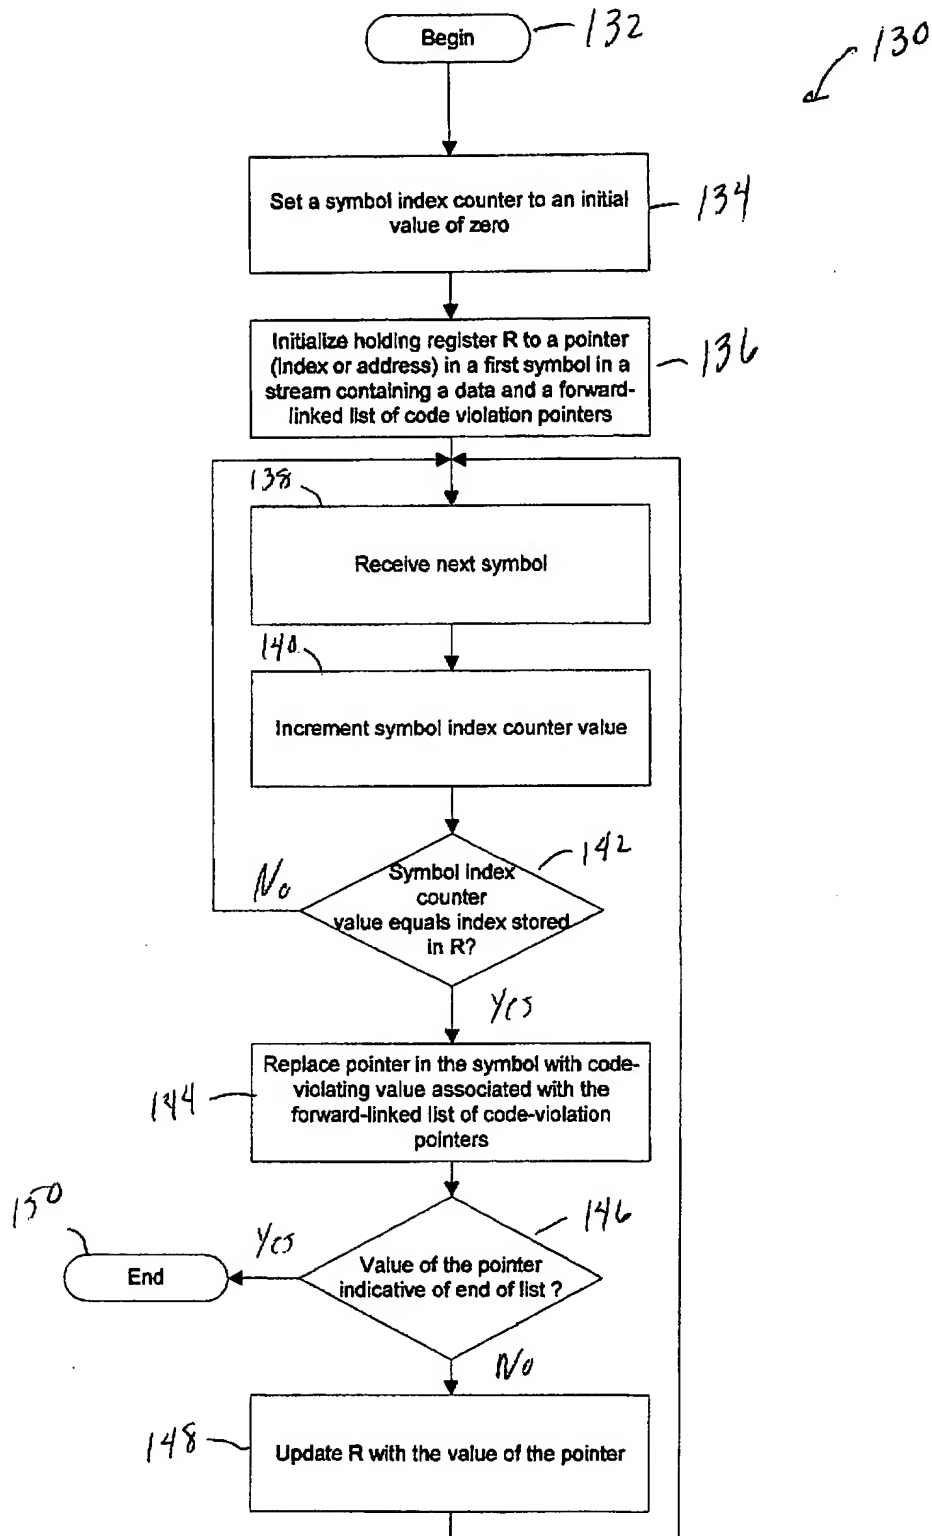 Begin
132
130
Set a symbol index counter to an initial
value of zero
134
Initialize holding register R to a pointer
(index or address) in a first symbol in a
stream containing a data and a forward-
linked list of code violation pointers
136
138
Receive next symbol
140
Increment symbol index counter value
142
Symbol index
counter
value equals index stored
in R?
No
Yes
Replace pointer in the symbol with code-
violating value associated with the
forward-linked list of code-violation
pointers
144
146
150
Yes
End
Value of the pointer
indicative of end of list ?
No
148
Update R with the value of the pointer